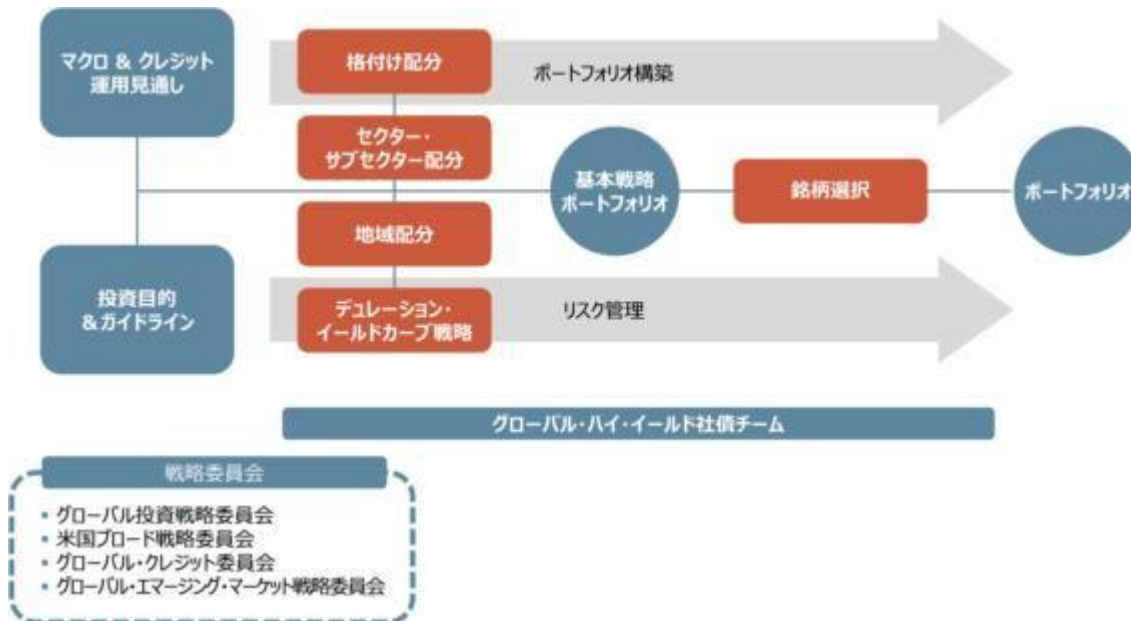 マクロ & クレジット
運用見通し
格付け配分
ポートフォリオ構築
セクター・
サブセクター配分
基本戦略
ポートフォリオ
銘柄選択
ポートフォリオ
地域配分
投資目的
&ガイドライン
デュレーション・
イールドカーブ戦略
リスク管理
グローバル・ハイ・イールド社債チーム
戦略委員会
▪ グローバル投資戦略委員会
▪ 米国ブロード戦略委員会
▪ グローバル・クレジット委員会
▪ グローバル・エマージング・マーケット戦略委員会